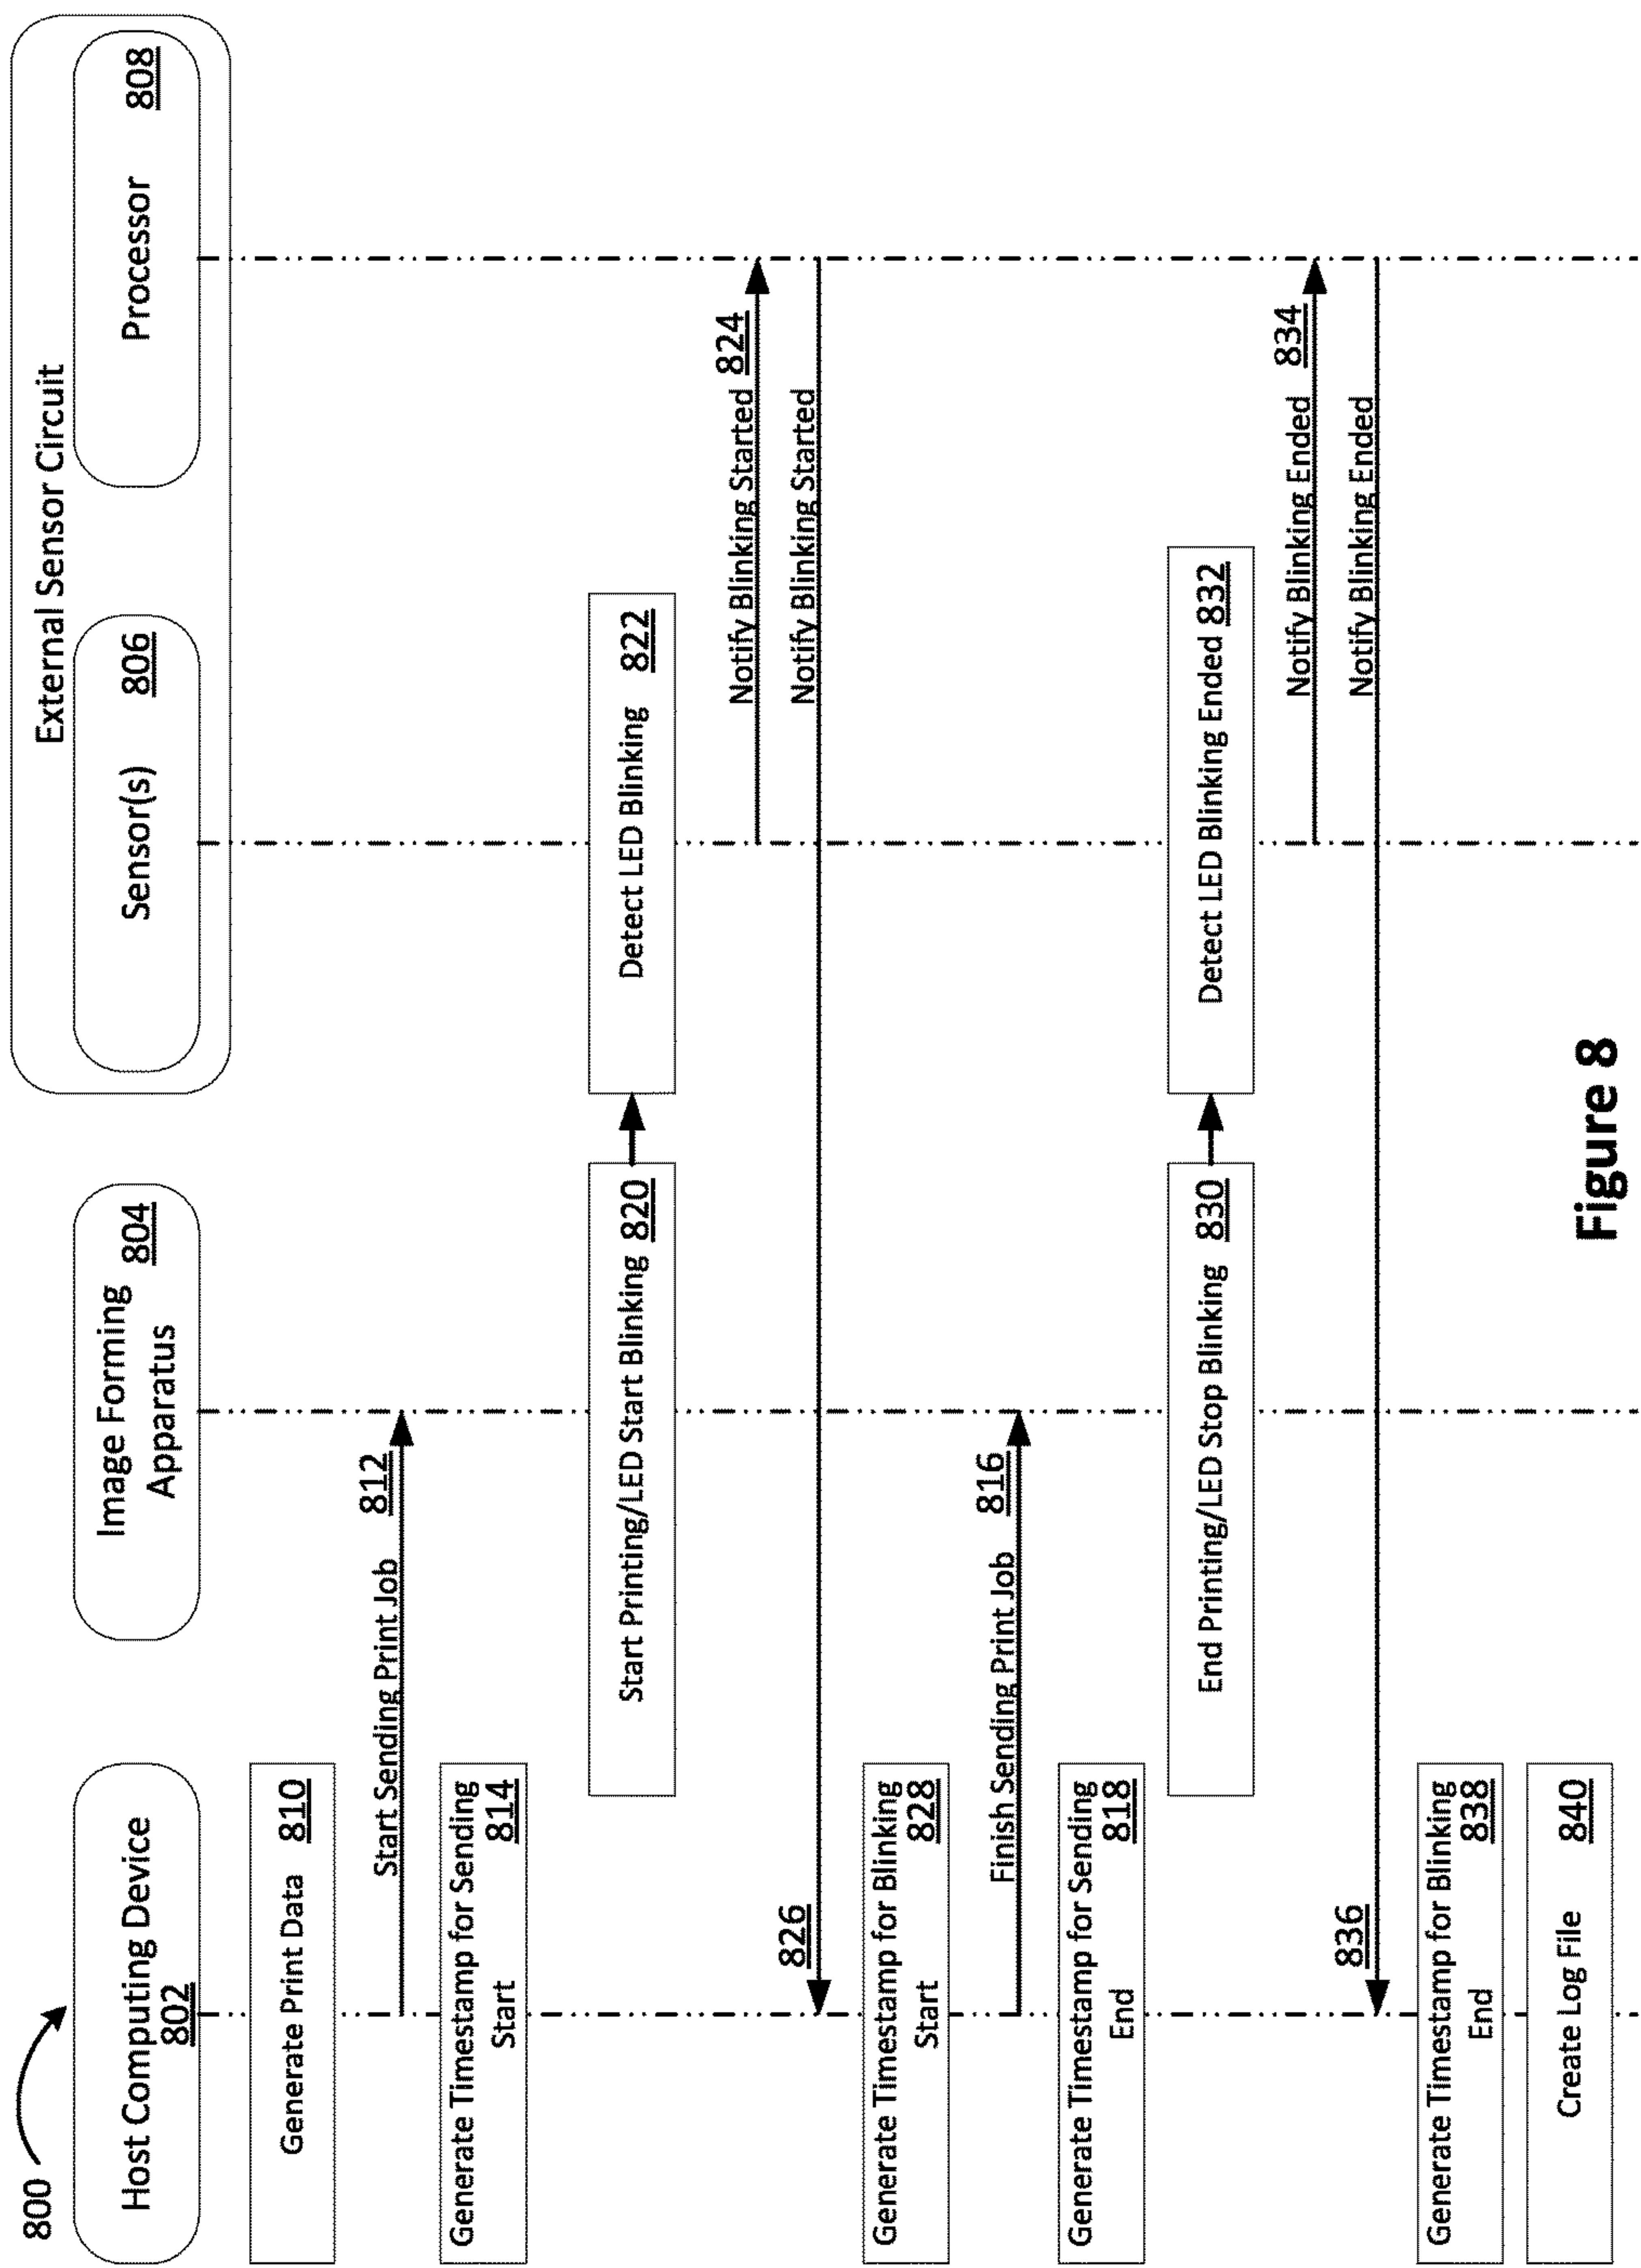 800
External Sensor Circuit
Host Computing Device
802
Image Forming
Apparatus
804
Sensor(s) 806
Processor 808
Generate Print Data 810
Start Sending Print Job 812
Generate Timestamp for Sending
Start 814
Start Printing/LED Start Blinking 820
Detect LED Blinking 822
Notify Blinking Started 824
Notify Blinking Started
826
Generate Timestamp for Blinking
Start 828
Finish Sending Print Job 816
Generate Timestamp for Sending
End 818
End Printing/LED Stop Blinking 830
Detect LED Blinking Ended 832
Notify Blinking Ended 834
Notify Blinking Ended
836
Generate Timestamp for Blinking
End 838
Create Log File 840
Figure 8